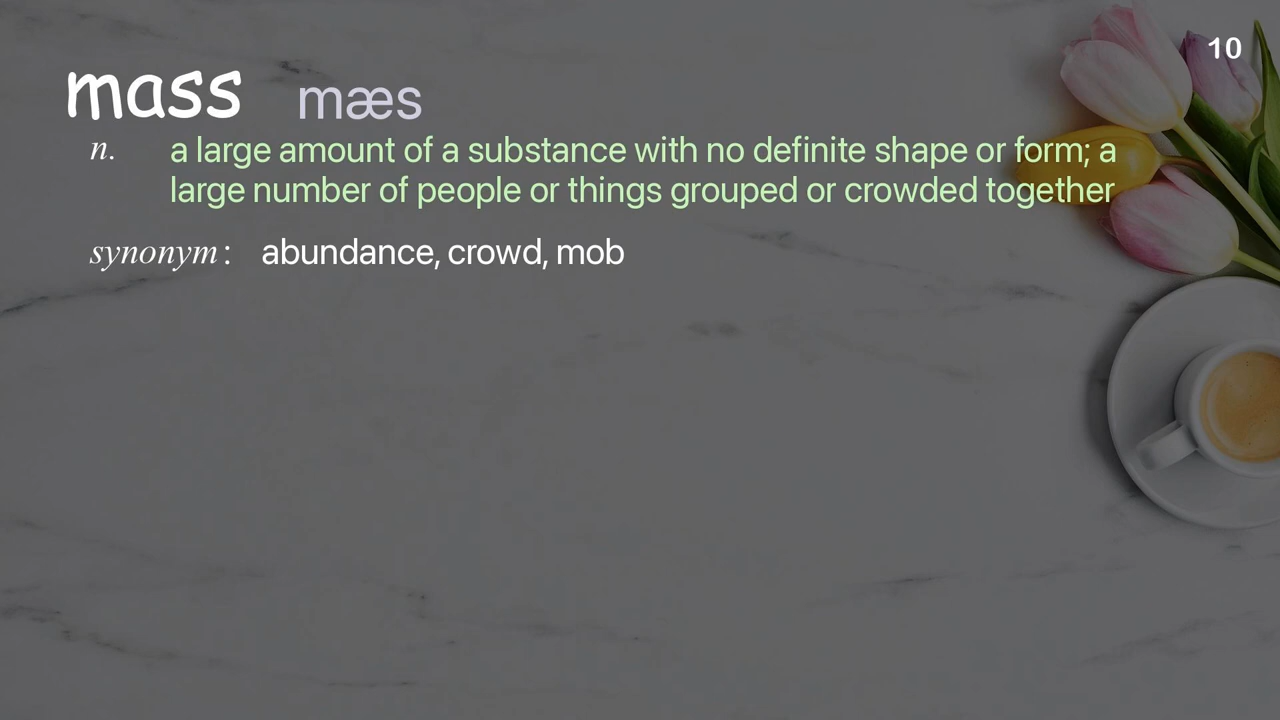 10
mass mæs
n. a large amount of a substance with no definite shape or form; a
large number of people or things grouped or crowded together
synonym: abundance, crowd, mob